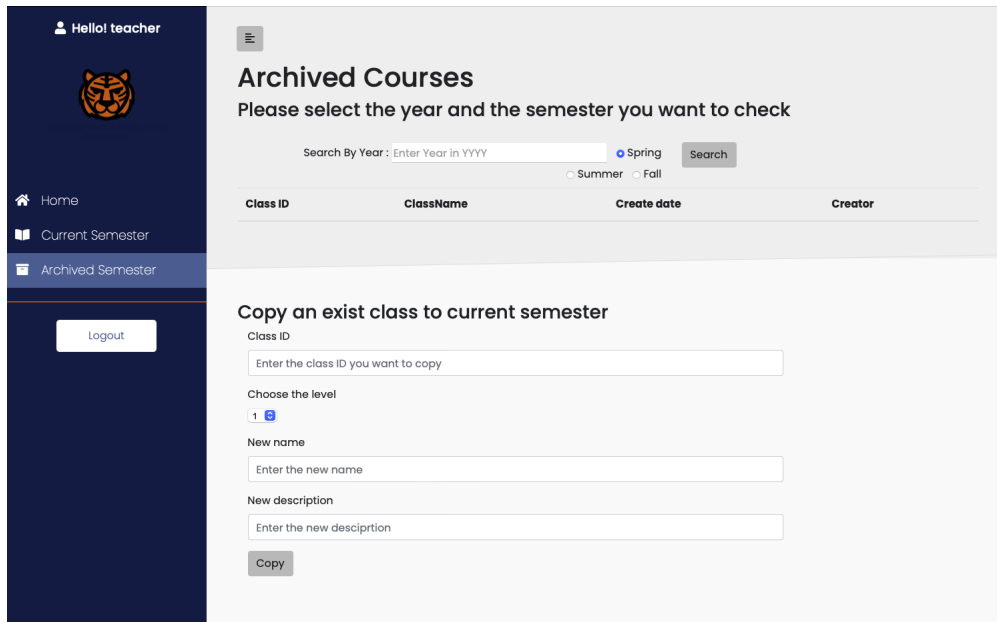 Hello! teacher
Home
Current Semester
Archived Semester
Logout
Archived Courses
Please select the year and the semester you want to check
Search By Year : Enter Year in YYYY Spring Search
Summer Fall
Class ID ClassName Create date Creator
Copy an exist class to current semester
Class ID
Enter the class ID you want to copy
Choose the level
1
New name
Enter the new name
New description
Enter the new desciprtion
Copy